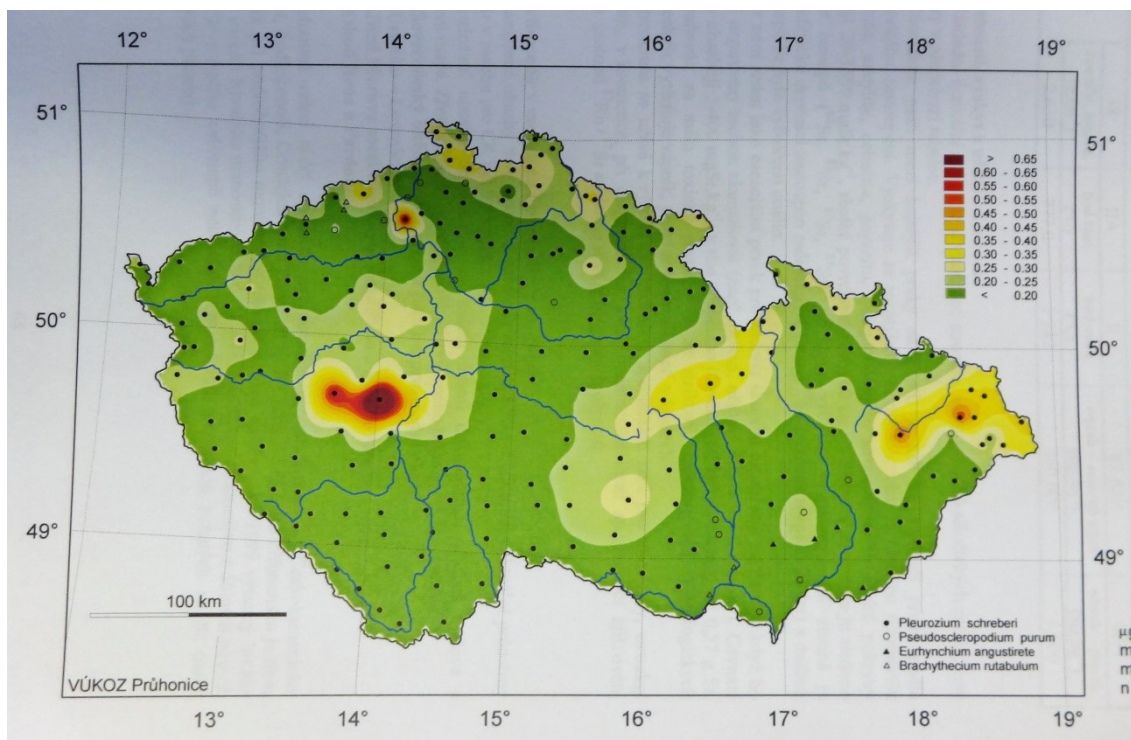 12° 13° 14° 15° 16° 17° 18° 19°
51° 51°
> 0.65
0.60 - 0.65
0.55 - 0.60
0.50 - 0.55
0.45 - 0.50
0.40 - 0.45
0.35 - 0.40
0.30 - 0.35
0.25 - 0.30
0.20 - 0.25
< 0.20
50° 50°
49° 49°
100 km
Pleurozium schreberi
Pseudoscleropodium purum
Eurhynchium angustirete
Brachythecium rutabulum
VÚKOZ Průhonice
13° 14° 15° 16° 17° 18° 19°